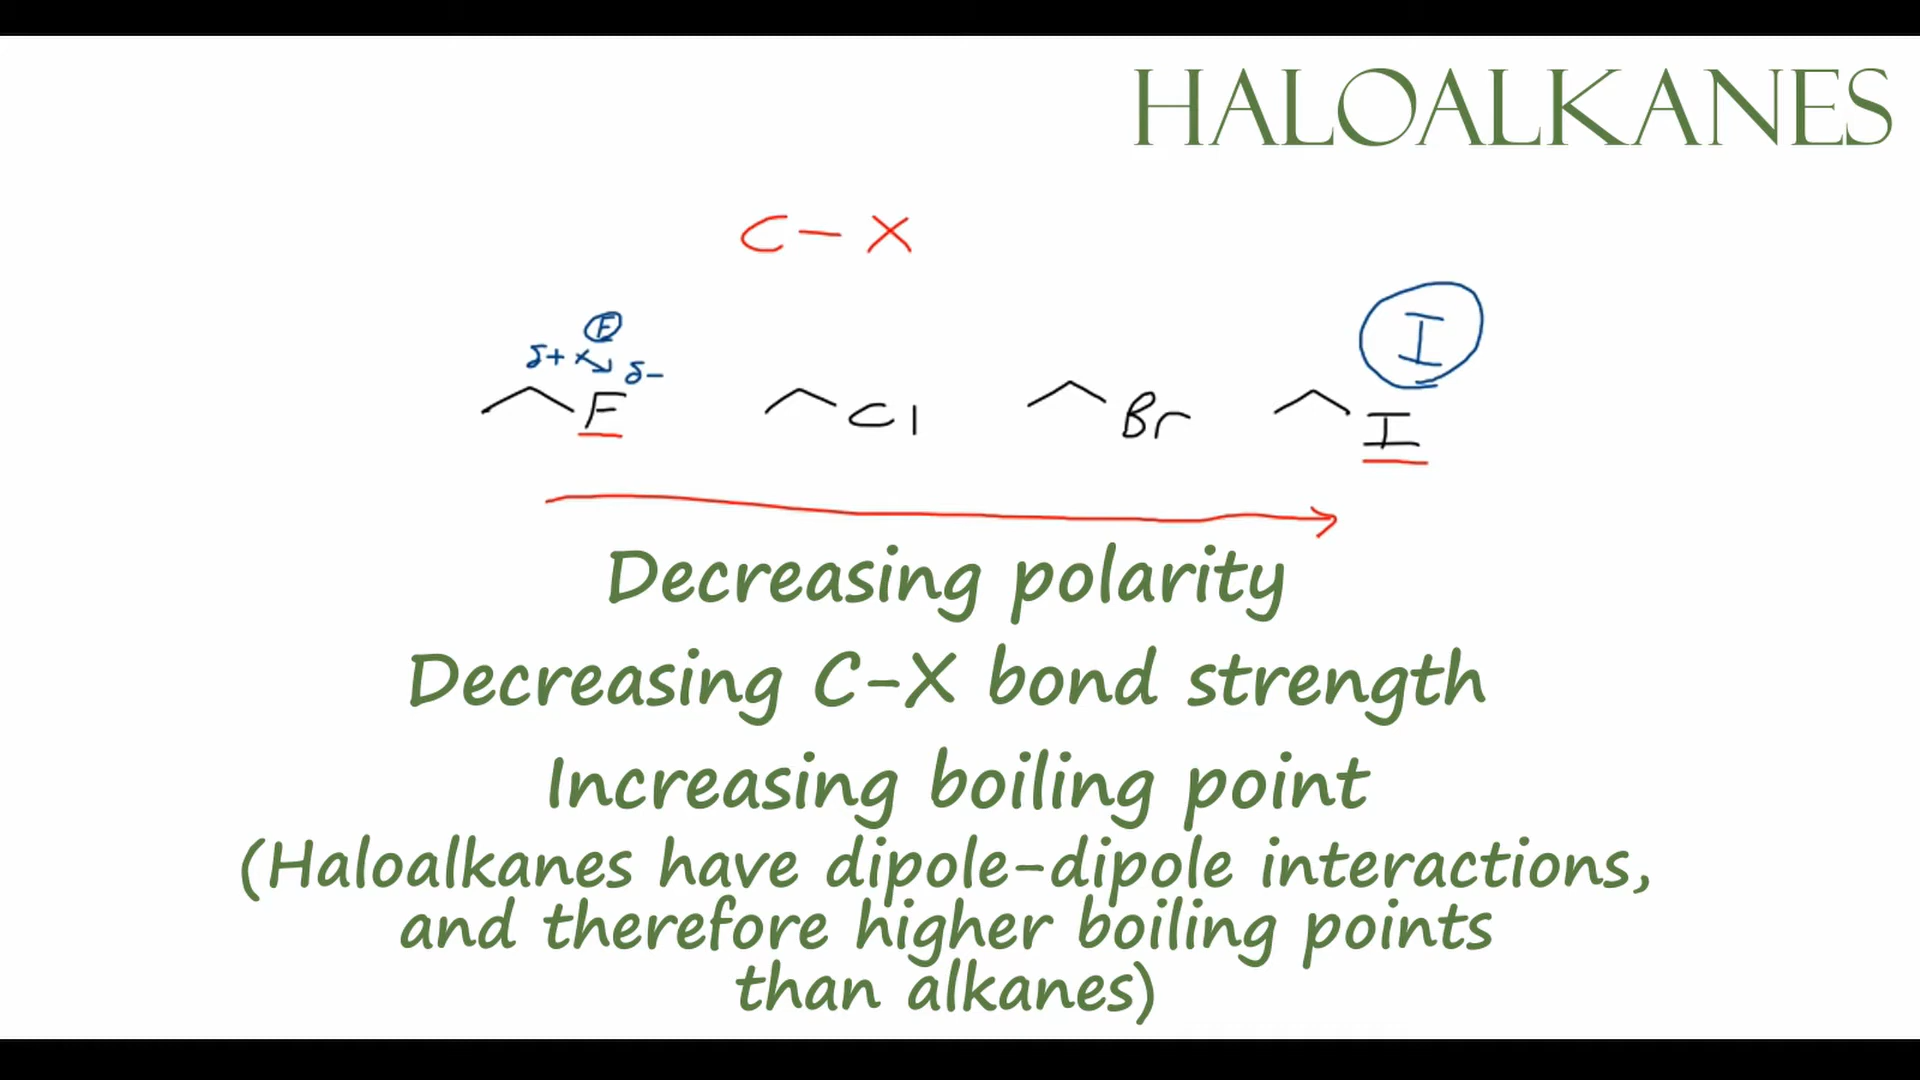 HALOALKANES
C - X
F
δ+ δ-
I
F Cl Br I
Decreasing polarity
Decreasing C-X bond strength
Increasing boiling point
(Haloalkanes have dipole-dipole interactions,
and therefore higher boiling points
than alkanes)